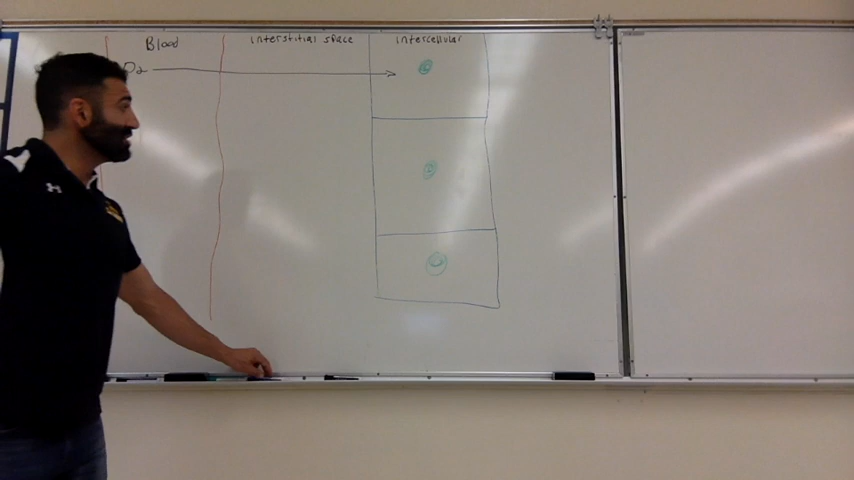 Blood
Interstitial space
Intercellular
O2